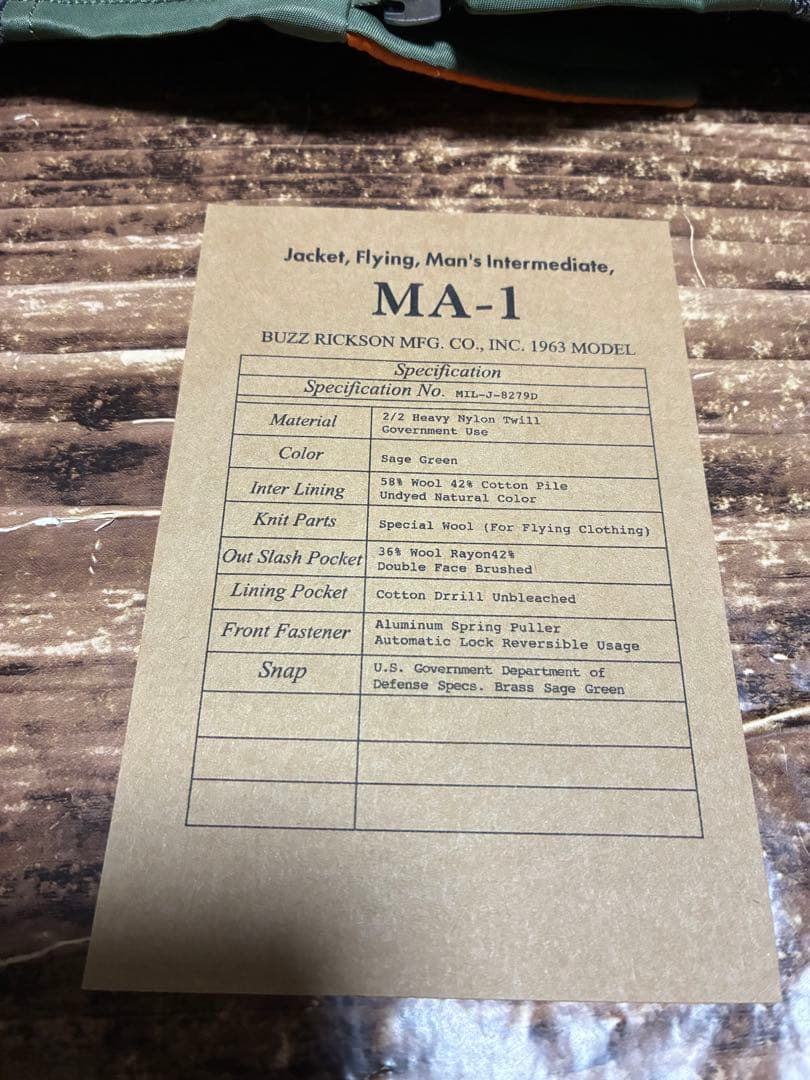 Jacket, Flying, Man's Intermediate,
MA-1
BUZZ RICKSON MFG. CO., INC. 1963 MODEL
Specification
Specification No. MIL-J-8279D
Material
2/2 Heavy Nylon Twill
Government Use
Color
Sage Green
Inter Lining
58% Wool 42% Cotton Pile
Undyed Natural Color
Knit Parts
Special Wool (For Flying Clothing)
Out Slash Pocket
36% Wool Rayon42%
Double Face Brushed
Lining Pocket
Cotton Drrill Unbleached
Front Fastener
Aluminum Spring Puller
Automatic Lock Reversible Usage
Snap
U.S. Government Department of
Defense Specs. Brass Sage Green